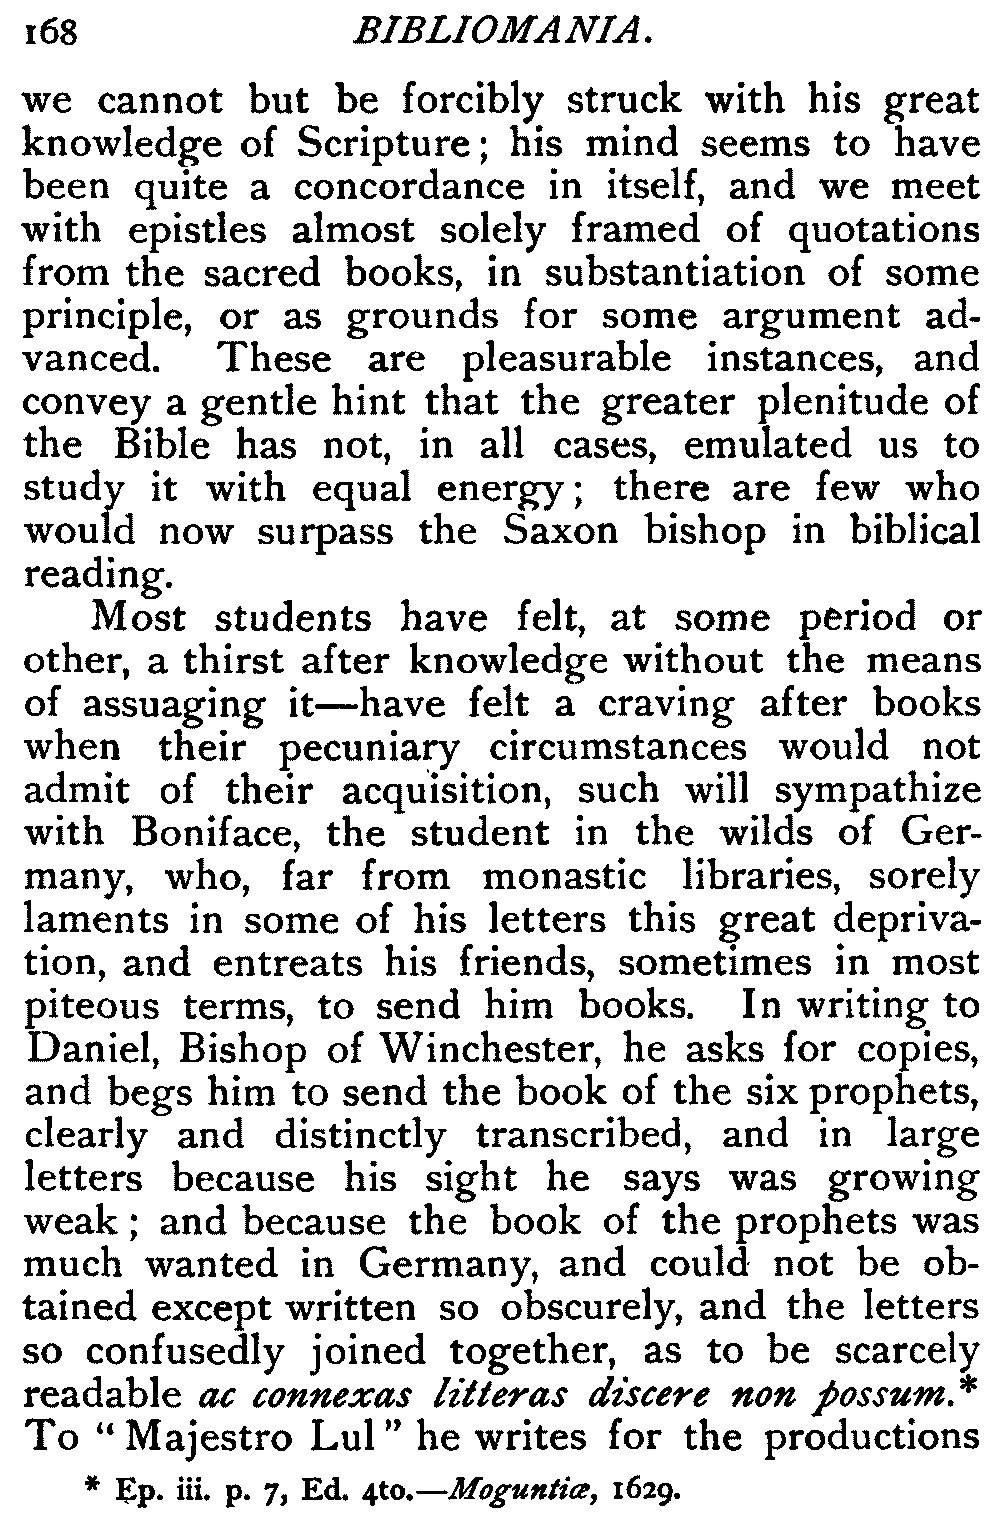 168 BIBLIOMANIA.
we cannot but be forcibly struck with his great
knowledge of Scripture; his mind seems to have
been quite a concordance in itself, and we meet
with epistles almost solely framed of quotations
from the sacred books, in substantiation of some
principle, or as grounds for some argument ad-
vanced. These are pleasurable instances, and
convey a gentle hint that the greater plenitude of
the Bible has not, in all cases, emulated us to
study it with equal energy; there are few who
would now surpass the Saxon bishop in biblical
reading.
Most students have felt, at some period or
other, a thirst after knowledge without the means
of assuaging it—have felt a craving after books
when their pecuniary circumstances would not
admit of their acquisition, such will sympathize
with Boniface, the student in the wilds of Ger-
many, who, far from monastic libraries, sorely
laments in some of his letters this great depriva-
tion, and entreats his friends, sometimes in most
piteous terms, to send him books. In writing to
Daniel, Bishop of Winchester, he asks for copies,
and begs him to send the book of the six prophets,
clearly and distinctly transcribed, and in large
letters because his sight he says was growing
weak; and because the book of the prophets was
much wanted in Germany, and could not be ob-
tained except written so obscurely, and the letters
so confusedly joined together, as to be scarcely
readable ac connexas litteras discere non possum.*
To "Majestro Lul" he writes for the productions
* Ep. iii. p. 7, Ed. 4to.—Moguntiæ, 1629.